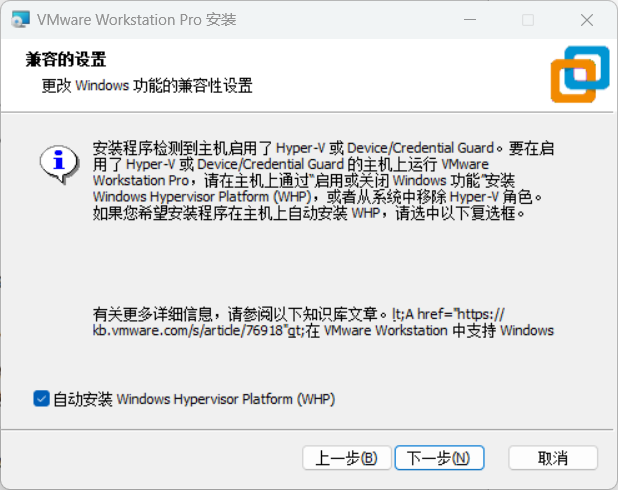 VMware Workstation Pro 安装
兼容的设置
更改 Windows 功能的兼容性设置
安装程序检测到主机启用了 Hyper-V 或 Device/Credential Guard。要在启
用了 Hyper-V 或 Device/Credential Guard 的主机上运行 VMware
Workstation Pro，请在主机上通过“启用或关闭 Windows 功能”安装
Windows Hypervisor Platform (WHP)，或者从系统中移除 Hyper-V 角色。
如果您希望安装程序在主机上自动安装 WHP，请选中以下复选框。
有关更多详细信息，请参阅以下知识库文章。!t;A href="https://
kb.vmware.com/s/article/76918"gt;在 VMware Workstation 中支持 Windows
自动安装 Windows Hypervisor Platform (WHP)
上一步(B)
下一步(N)
取消